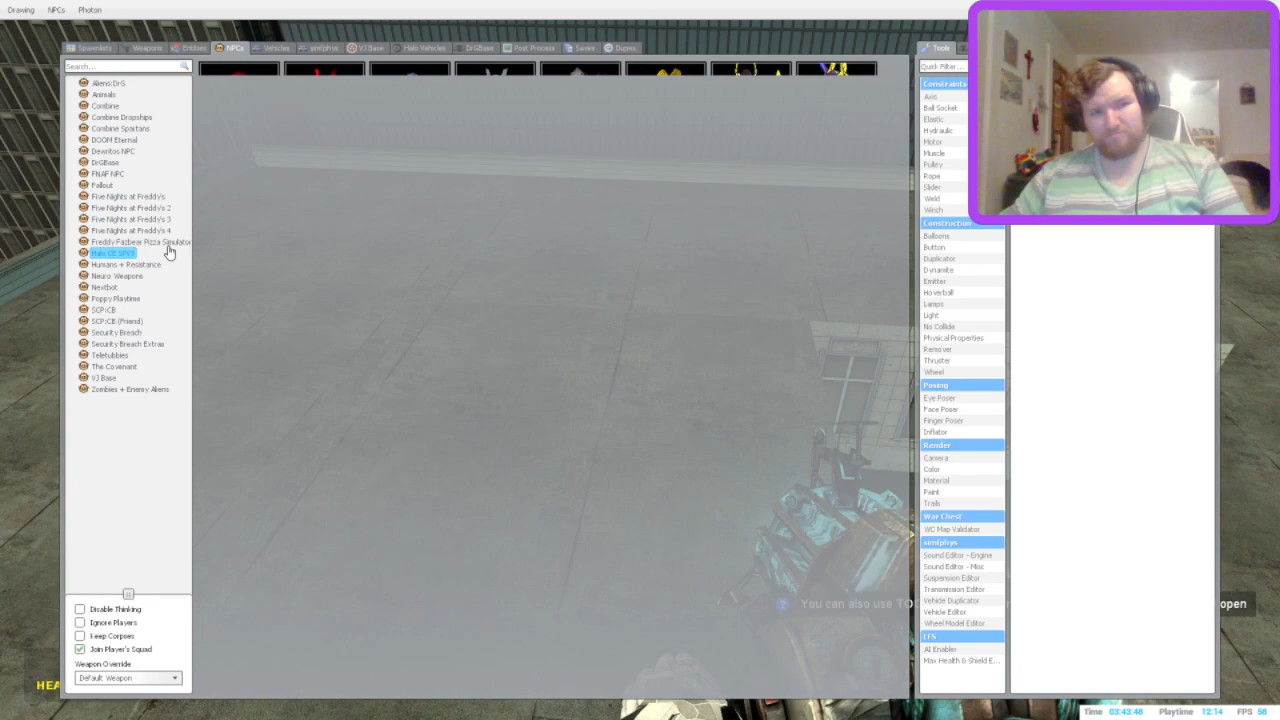 Drawing NPCs Photon
Spawnlists Weapons Entities NPCs Vehicles simfphys VJ Base Halo Vehicles DrGBase Post Process Saves Dupes
Tools
Search...
Quick Filter...
Aliens:DrG
Animals
Combine
Combine Dropships
Combine Spartans
DOOM Eternal
Dewritos NPC
DrGBase
FNAF NPC
Fallout
Five Nights at Freddy's
Five Nights at Freddy's 2
Five Nights at Freddy's 3
Five Nights at Freddy's 4
Freddy Fazbear Pizza Simulator
Halo CE SPV3
Humans + Resistance
Neuro Weapons
Nextbot
Poppy Playtime
SCP:CB
SCP:CB (Friend)
Security Breach
Security Breach Extras
Teletubbies
The Covenant
VJ Base
Zombies + Enemy Aliens
Disable Thinking
Ignore Players
Keep Corpses
Join Player's Squad
Weapon Override
Default Weapon
Constraints
Axis
Ball Socket
Elastic
Hydraulic
Motor
Muscle
Pulley
Rope
Slider
Weld
Winch
Construction
Balloons
Button
Duplicator
Dynamite
Emitter
Hoverball
Lamps
Light
No Collide
Physical Properties
Remover
Thruster
Wheel
Posing
Eye Poser
Face Poser
Finger Poser
Inflator
Render
Camera
Color
Material
Paint
Trails
War Chest
WC Map Validator
simfphys
Sound Editor - Engine
Sound Editor - Misc
Suspension Editor
Transmission Editor
Vehicle Duplicator
Vehicle Editor
Wheel Model Editor
LFS
AI Enabler
Max Health & Shield E...
You can also use TO
open
HEA
Time 03:43:48 Playtime 12:14 FPS 58